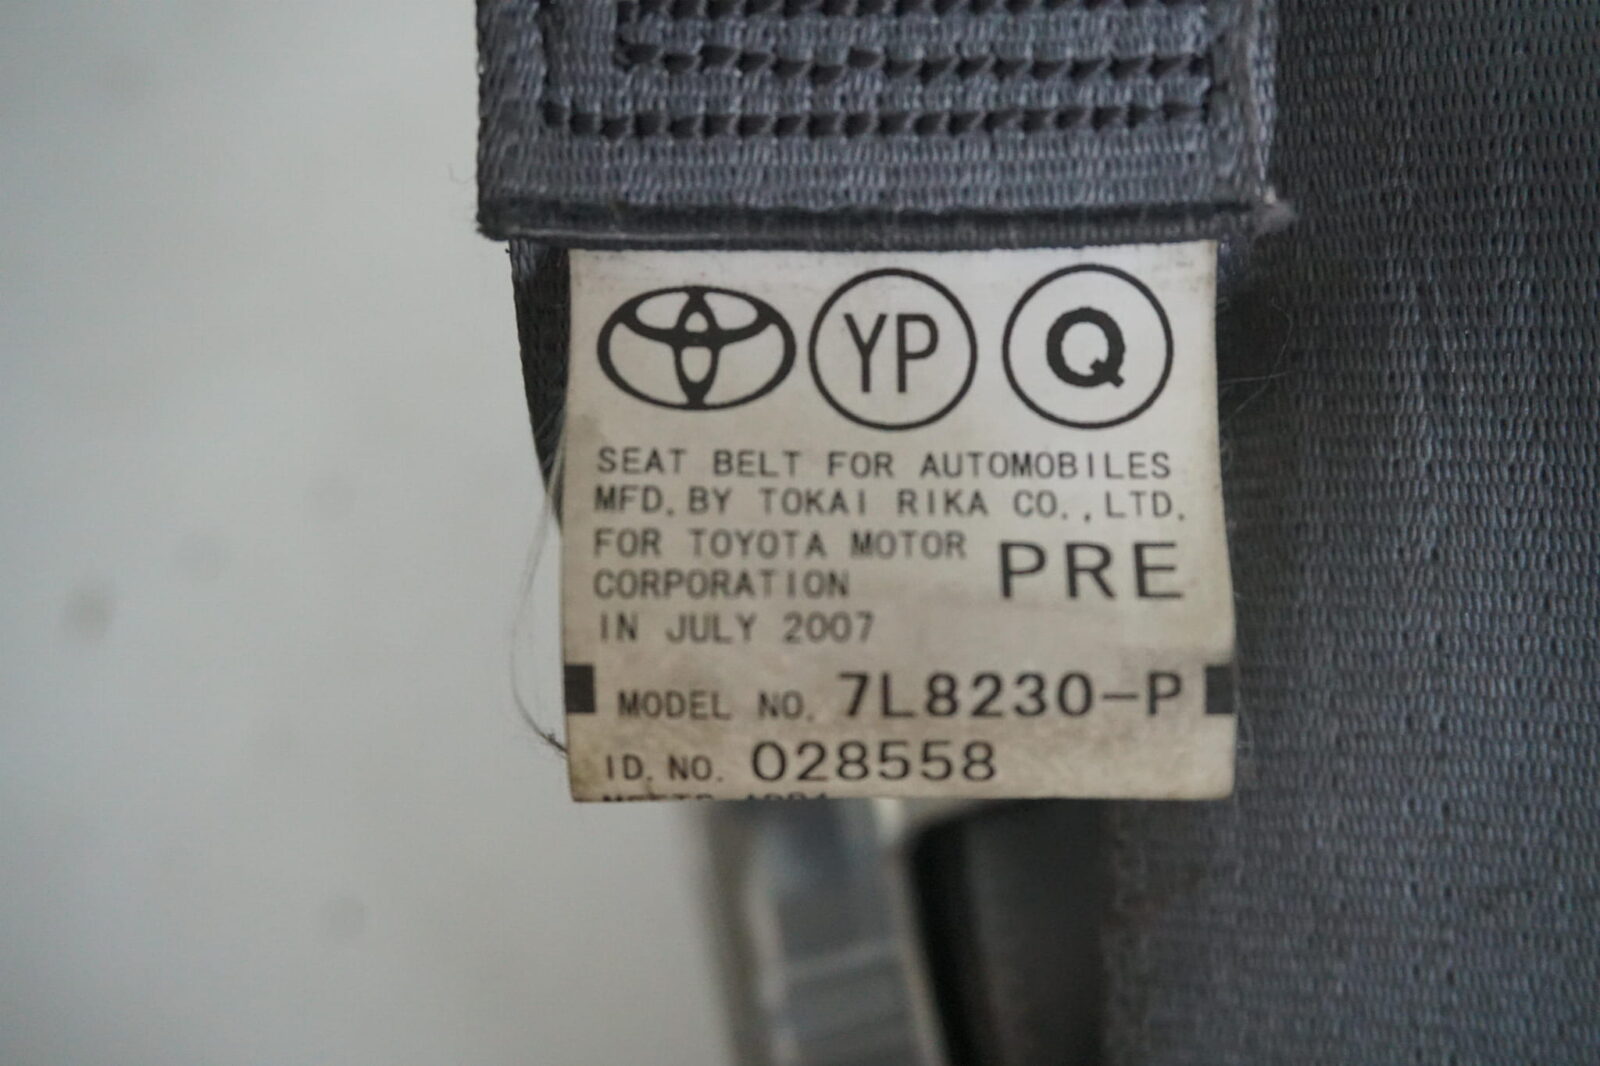 YP Q
SEAT BELT FOR AUTOMOBILES
MFD. BY TOKAI RIKA CO., LTD.
FOR TOYOTA MOTOR
CORPORATION
PRE
IN JULY 2007
MODEL NO. 7L8230-P
ID. NO. 028558